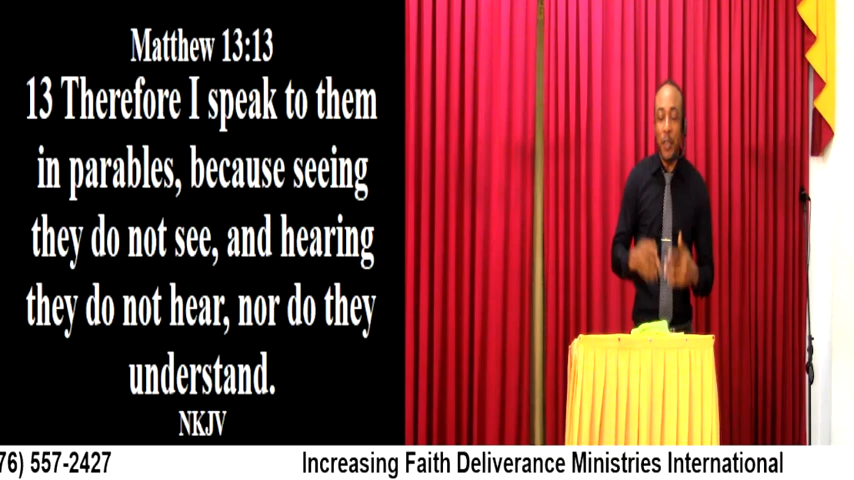 Matthew 13:13
13 Therefore I speak to them
in parables, because seeing
they do not see, and hearing
they do not hear, nor do they
understand.
NKJV
76) 557-2427 Increasing Faith Deliverance Ministries International